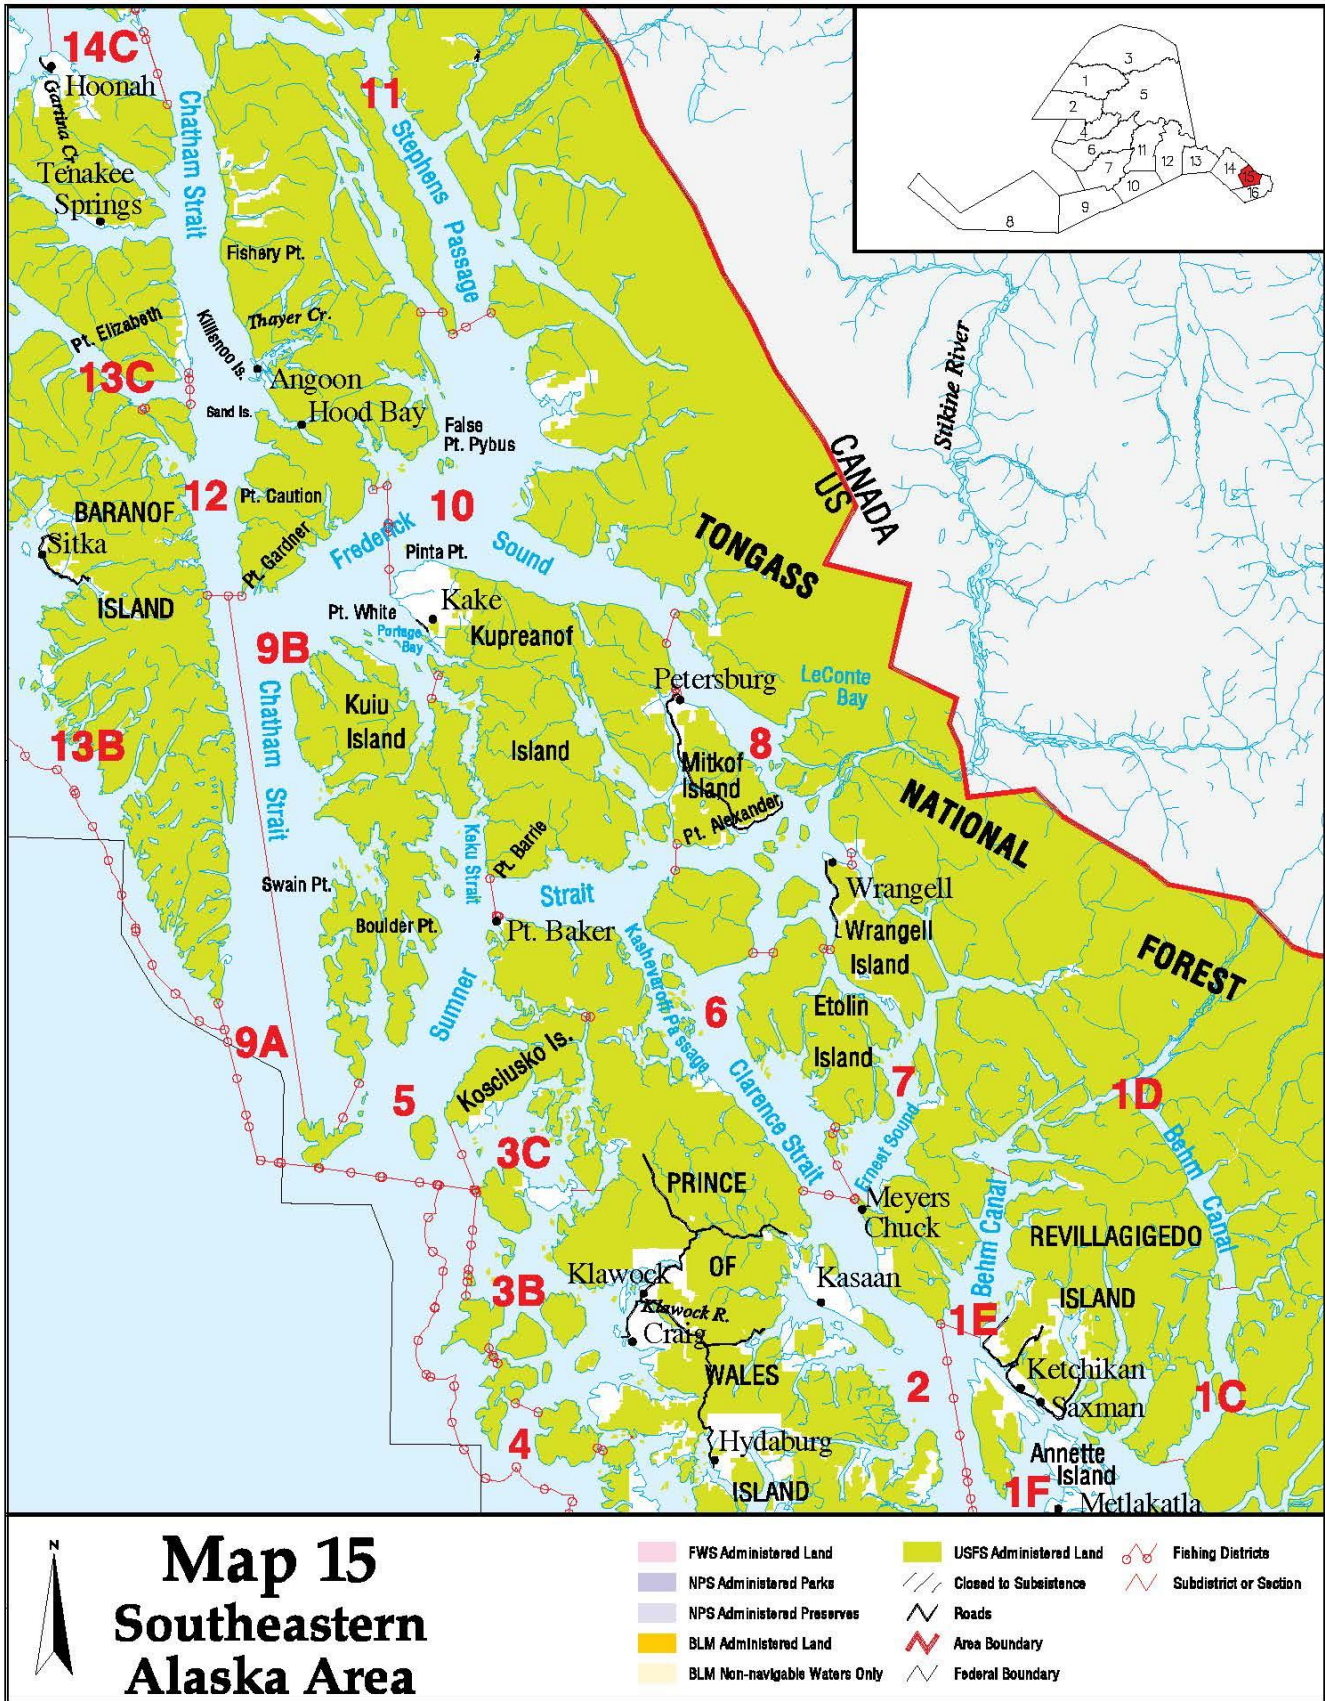 14C
Hoonah
Gartina Cr.
Tenakee
Springs
Chatham Strait
11
Stephens Passage
Fishery Pt.
Pt. Elizabeth
Killisnoo Is.
Thayer Cr.
13C
Angoon
Sand Is.
Hood Bay
False
Pt. Pybus
12
Pt. Caution
10
BARANOF
Sitka
ISLAND
Pt. Gardner
Frederick
Sound
Pinta Pt.
Pt. White
Kake
Portage
Bay
Kupreanof
9B
Chatham Strait
Kuiu
Island
Island
13B
Petersburg
LeConte
Bay
8
Mitkof
Island
Pt. Alexander
Keku Strait
Pt. Barrie
Swain Pt.
Boulder Pt.
Strait
Pt. Baker
Sumner
Wrangell
Wrangell
Island
Kashevarof Passage
6
Etolin
Island
9A
Kosciusko Is.
Clarence Strait
7
Ernest Sound
5
3C
1D
Behm Canal
PRINCE
Meyers
Chuck
Behm Canal
REVILLAGIGEDO
ISLAND
Klawock
OF
Kasaan
3B
Klawock R.
Craig
1E
WALES
2
Ketchikan
Saxman
1C
4
Hydaburg
ISLAND
Annette
Island
1F
Metlakatla
TONGASS
NATIONAL
FOREST
CANADA
US
Stikine River
3
1
5
2
4
6
7
11
12
13
14
15
16
10
9
8
N
Map 15
Southeastern
Alaska Area
FWS Administered Land
NPS Administered Parks
NPS Administered Preserves
BLM Administered Land
BLM Non-navigable Waters Only
USFS Administered Land
Closed to Subsistence
Roads
Area Boundary
Federal Boundary
Fishing Districts
Subdistrict or Section